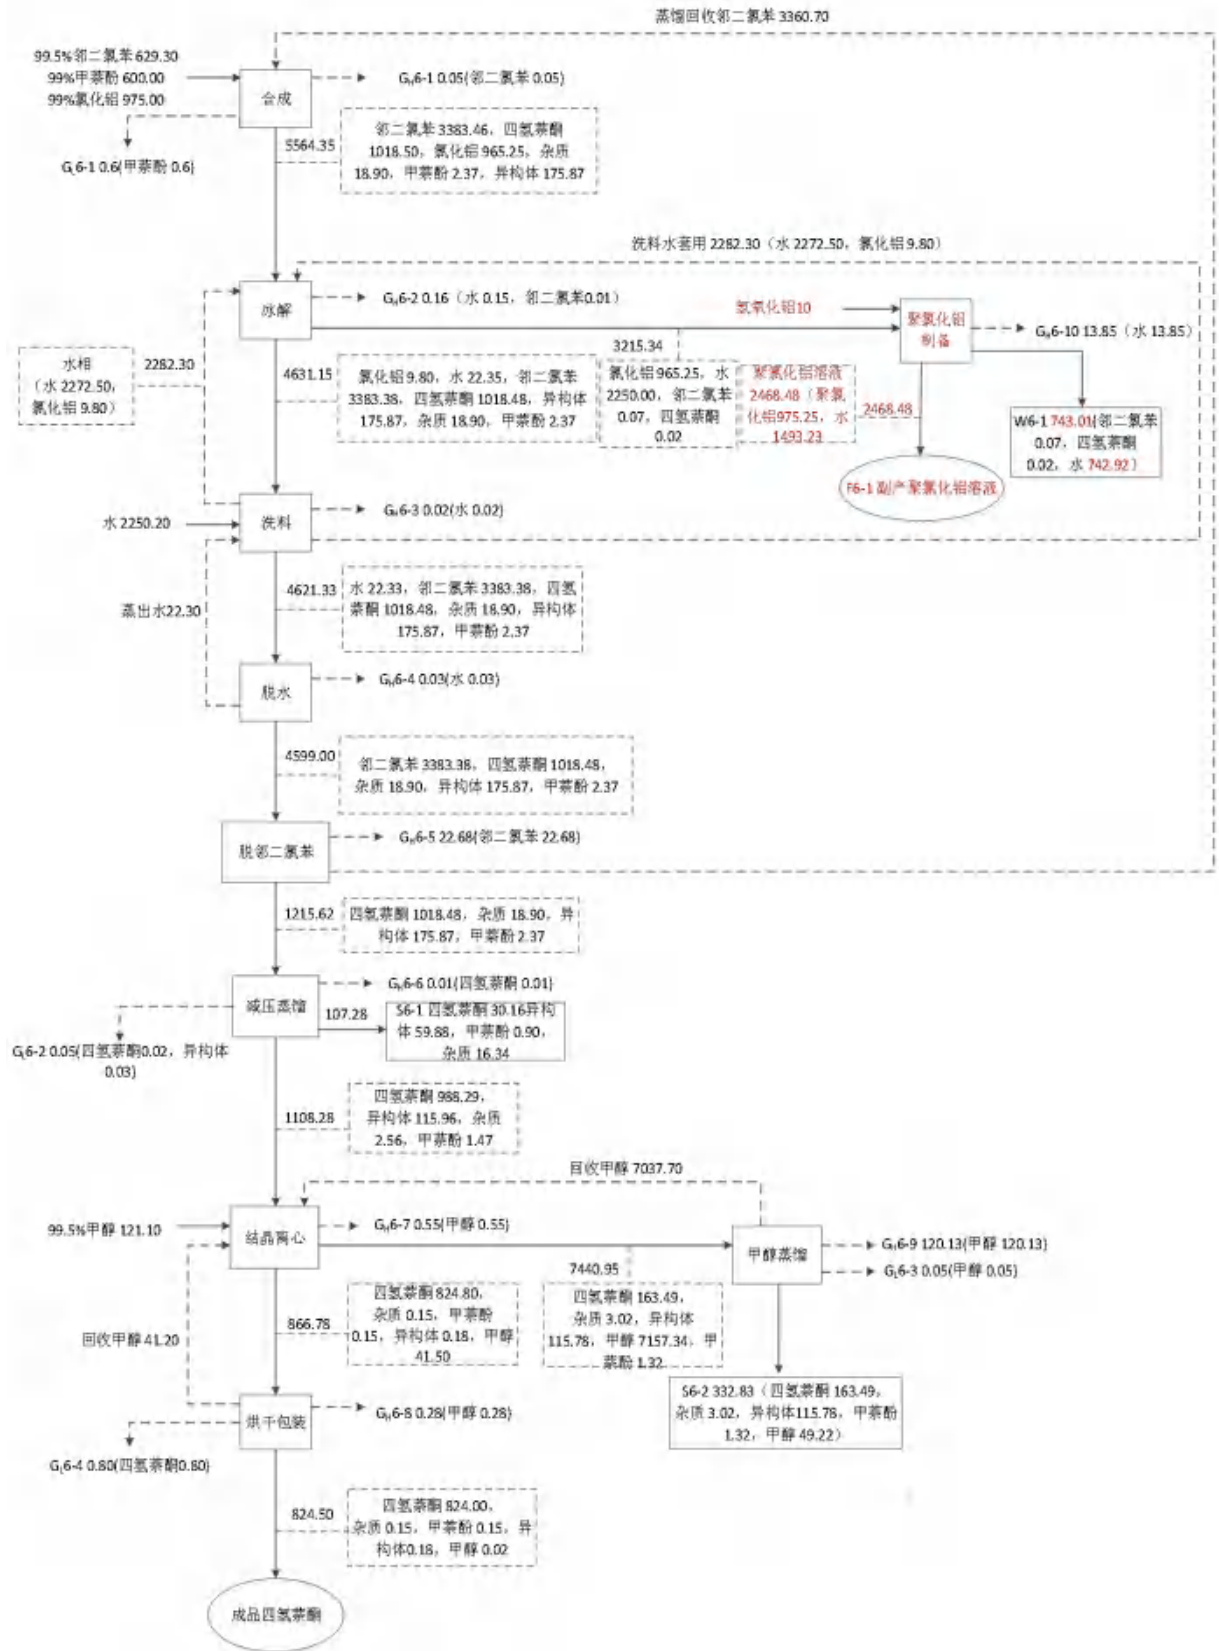 蒸馏回收邻二氯苯 3360.70
99.5%邻二氯苯 629.30
99%甲萘酚 600.00
99%氯化铝 975.00
合成
G_H6-1 0.05(邻二氯苯 0.05)
G_L6-1 0.6(甲萘酚 0.6)
5564.35
邻二氯苯 3383.46，四氢萘酮
1018.50，氯化铝 965.25，杂质
18.90，甲萘酚 2.37，异构体 175.87
洗料水套用 2282.30（水 2272.50，氯化铝 9.80）
冰解
G_H6-2 0.16（水 0.15，邻二氯苯0.01）
氢氧化铝10
聚氯化铝
制备
G_H6-10 13.85（水 13.85）
水相
（水 2272.50，
氯化铝 9.80）
2282.30
4631.15
氯化铝 9.80，水 22.35，邻二氯苯
3383.38，四氢萘酮 1018.48，异构体
175.87，杂质 18.90，甲萘酚 2.37
3215.34
氯化铝 965.25，水
2250.00，邻二氯苯
0.07，四氢萘酮
0.02
聚氯化铝溶液
2468.48（聚氯
化铝975.25，水
1493.23
2468.48
W6-1 743.01(邻二氯苯
0.07，四氢萘酮
0.02，水 742.92）
F6-1 副产聚氯化铝溶液
水 2250.20
洗料
G_H6-3 0.02(水 0.02)
蒸出水22.30
4621.33
水 22.33，邻二氯苯 3383.38，四氢
萘酮 1018.48，杂质 18.90，异构体
175.87，甲萘酚 2.37
脱水
G_H6-4 0.03(水 0.03)
4599.00
邻二氯苯 3383.38，四氢萘酮 1018.48，
杂质 18.90，异构体 175.87，甲萘酚 2.37
脱邻二氯苯
G_H6-5 22.68(邻二氯苯 22.68)
1215.62
四氢萘酮 1018.48，杂质 18.90，异
构体 175.87，甲萘酚 2.37
减压蒸馏
G_H6-6 0.01(四氢萘酮 0.01)
107.28
S6-1 四氢萘酮 30.16异构
体 59.88，甲萘酚 0.90，
杂质 16.34
G_L6-2 0.05(四氢萘酮0.02，异构体
0.03)
1108.28
四氢萘酮 988.29，
异构体 115.96，杂质
2.56，甲萘酚 1.47
回收甲醇 7037.70
99.5%甲醇 121.10
结晶离心
G_H6-7 0.55(甲醇 0.55)
甲醇蒸馏
G_H6-9 120.13(甲醇 120.13)
G_L6-3 0.05(甲醇 0.05)
7440.95
四氢萘酮 163.49，
杂质 3.02，异构体
115.78，甲醇 7157.34，甲
萘酚 1.32
回收甲醇 41.20
866.78
四氢萘酮 824.80，
杂质 0.15，甲萘酚
0.15，异构体 0.18，甲醇
41.50
S6-2 332.83（四氢萘酮 163.49，
杂质 3.02，异构体115.78，甲萘酚
1.32，甲醇 49.22）
烘干包装
G_H6-8 0.28(甲醇 0.28)
G_L6-4 0.80(四氢萘酮0.80)
824.50
四氢萘酮 824.00，
杂质 0.15，甲萘酚 0.15，异
构体0.18，甲醇 0.02
成品四氢萘酮